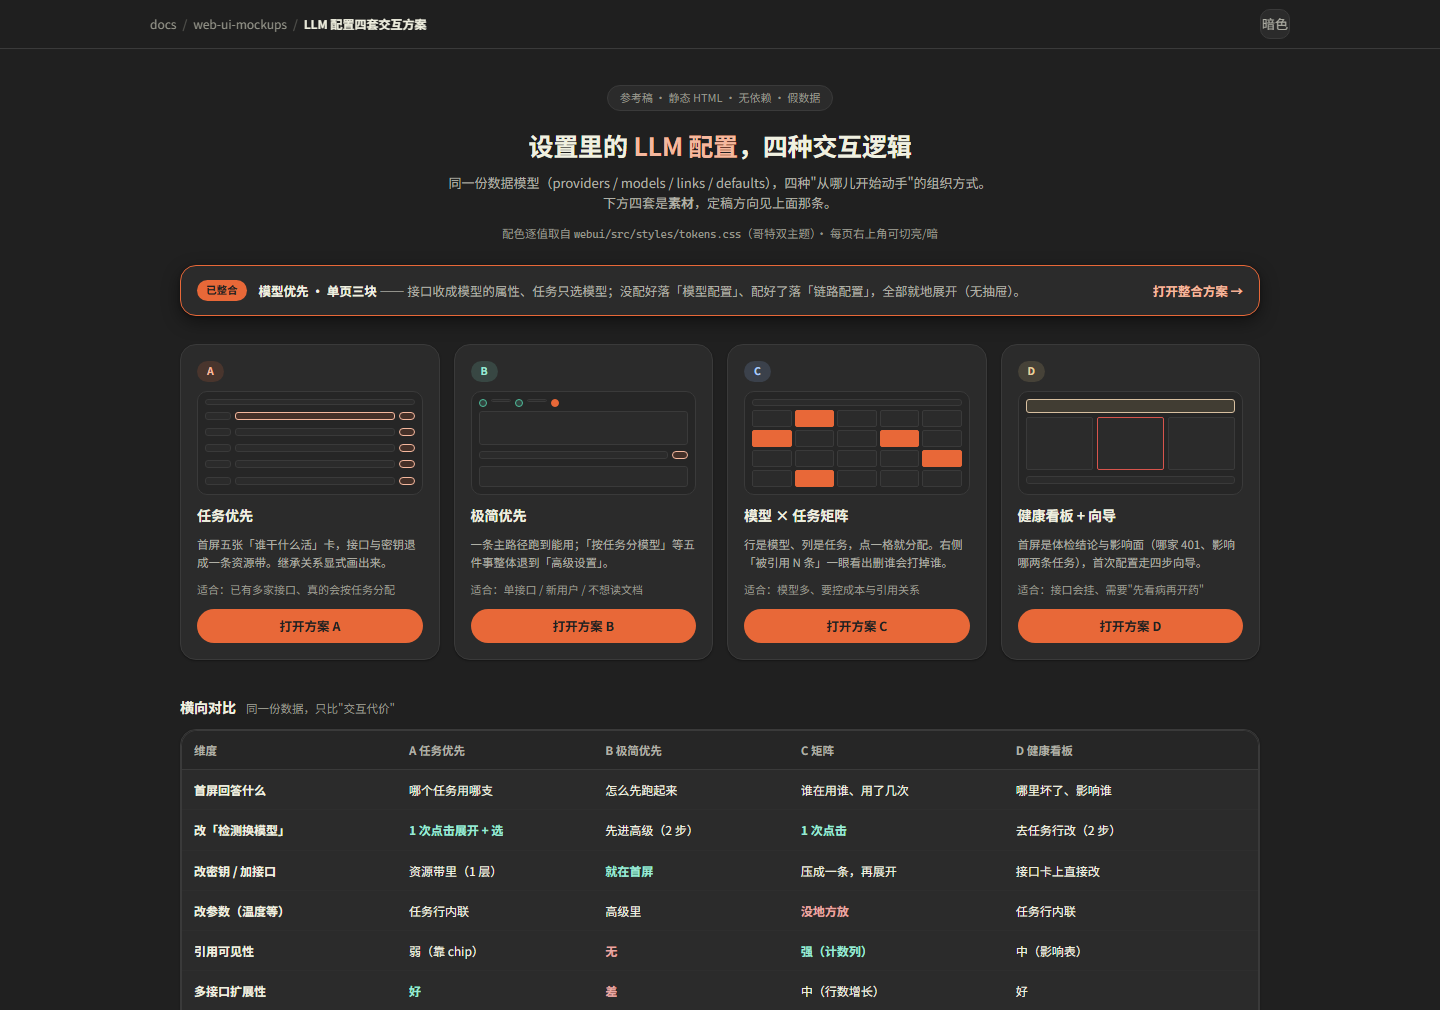 docs / web-ui-mockups / LLM 配置四套交互方案
暗色
参考稿 · 静态 HTML · 无依赖 · 假数据
设置里的 LLM 配置，四种交互逻辑
同一份数据模型（providers / models / links / defaults），四种"从哪儿开始动手"的组织方式。
下方四套是素材，定稿方向见上面那条。
配色逐值取自 webui/src/styles/tokens.css（哥特双主题）· 每页右上角可切亮/暗
已整合 模型优先 · 单页三块 —— 接口收成模型的属性、任务只选模型；没配好落「模型配置」、配好了落「链路配置」，全部就地展开（无抽屉）。 打开整合方案 →
A
任务优先
首屏五张「谁干什么活」卡，接口与密钥退
成一条资源带。继承关系显式画出来。
适合：已有多家接口、真的会按任务分配
打开方案 A
B
极简优先
一条主路径跑到能用；「按任务分模型」等五
件事整体退到「高级设置」。
适合：单接口 / 新用户 / 不想读文档
打开方案 B
C
模型 × 任务矩阵
行是模型、列是任务，点一格就分配。右侧
「被引用 N 条」一眼看出删谁会打掉谁。
适合：模型多、要控成本与引用关系
打开方案 C
D
健康看板 + 向导
首屏是体检结论与影响面（哪家 401、影响
哪两条任务），首次配置走四步向导。
适合：接口会挂、需要"先看病再开药"
打开方案 D
横向对比 同一份数据，只比"交互代价"
维度 A 任务优先 B 极简优先 C 矩阵 D 健康看板
首屏回答什么 哪个任务用哪支 怎么先跑起来 谁在用谁、用了几次 哪里坏了、影响谁
改「检测换模型」 1 次点击展开 + 选 先进高级（2 步） 1 次点击 去任务行改（2 步）
改密钥 / 加接口 资源带里（1 层） 就在首屏 压成一条，再展开 接口卡上直接改
改参数（温度等） 任务行内联 高级里 没地方放 任务行内联
引用可见性 弱（靠 chip） 无 强（计数列） 中（影响表）
多接口扩展性 好 差 中（行数增长） 好